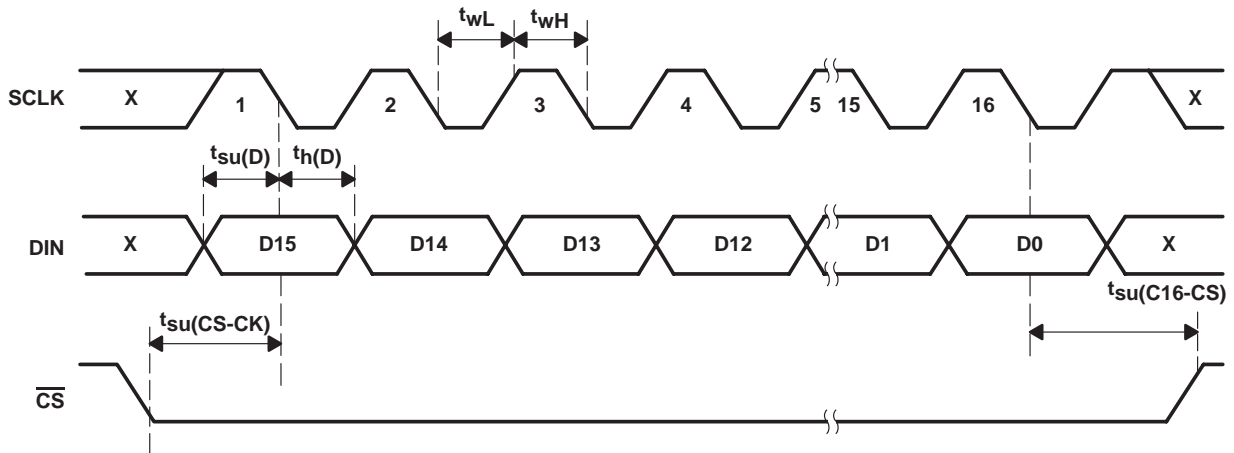 twL twH
SCLK X 1 2 3 4 5 15 16 X
tsu(D) th(D)
DIN X D15 D14 D13 D12 D1 D0 X
tsu(C16-CS)
tsu(CS-CK)
C̅S̅